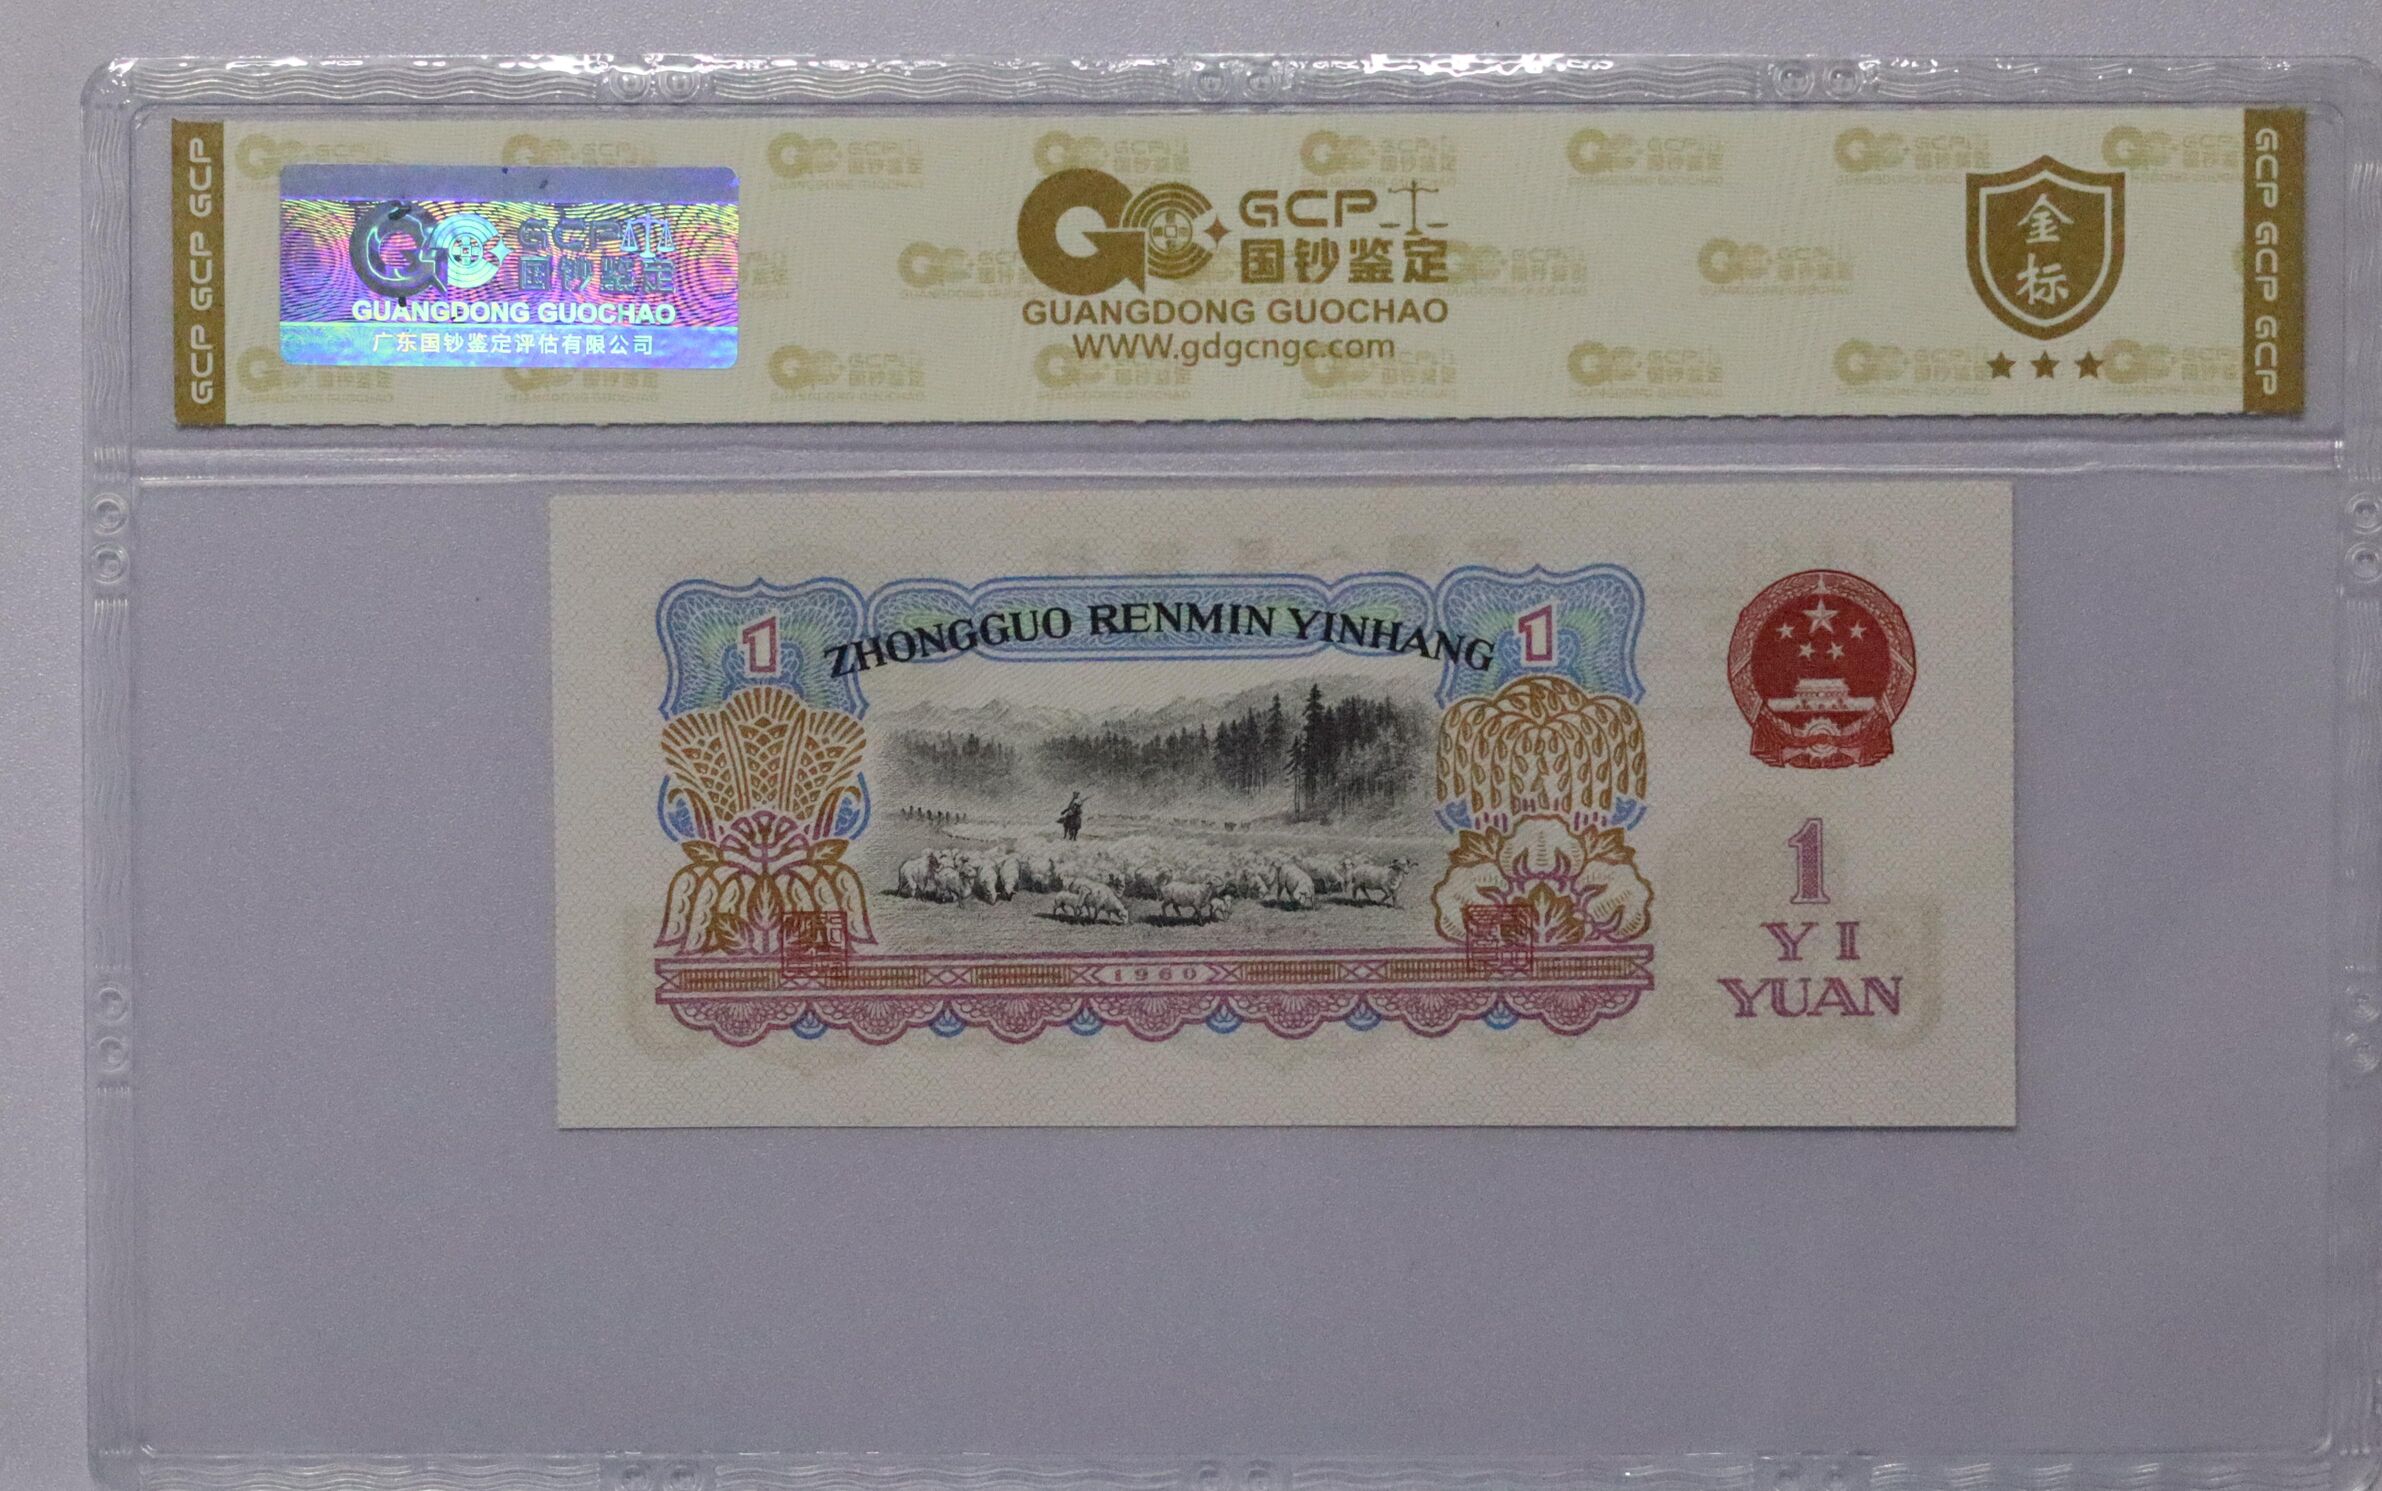 GCP GCP GCP
GCP
国钞鉴定
GUANGDONG GUOCHAO
广东国钞鉴定评估有限公司
GCP
国钞鉴定
GUANGDONG GUOCHAO
www.gdgcngc.com
金标
GCP GCP GCP
1
ZHONGGUO RENMIN YINHANG
1
1960
1
YI
YUAN